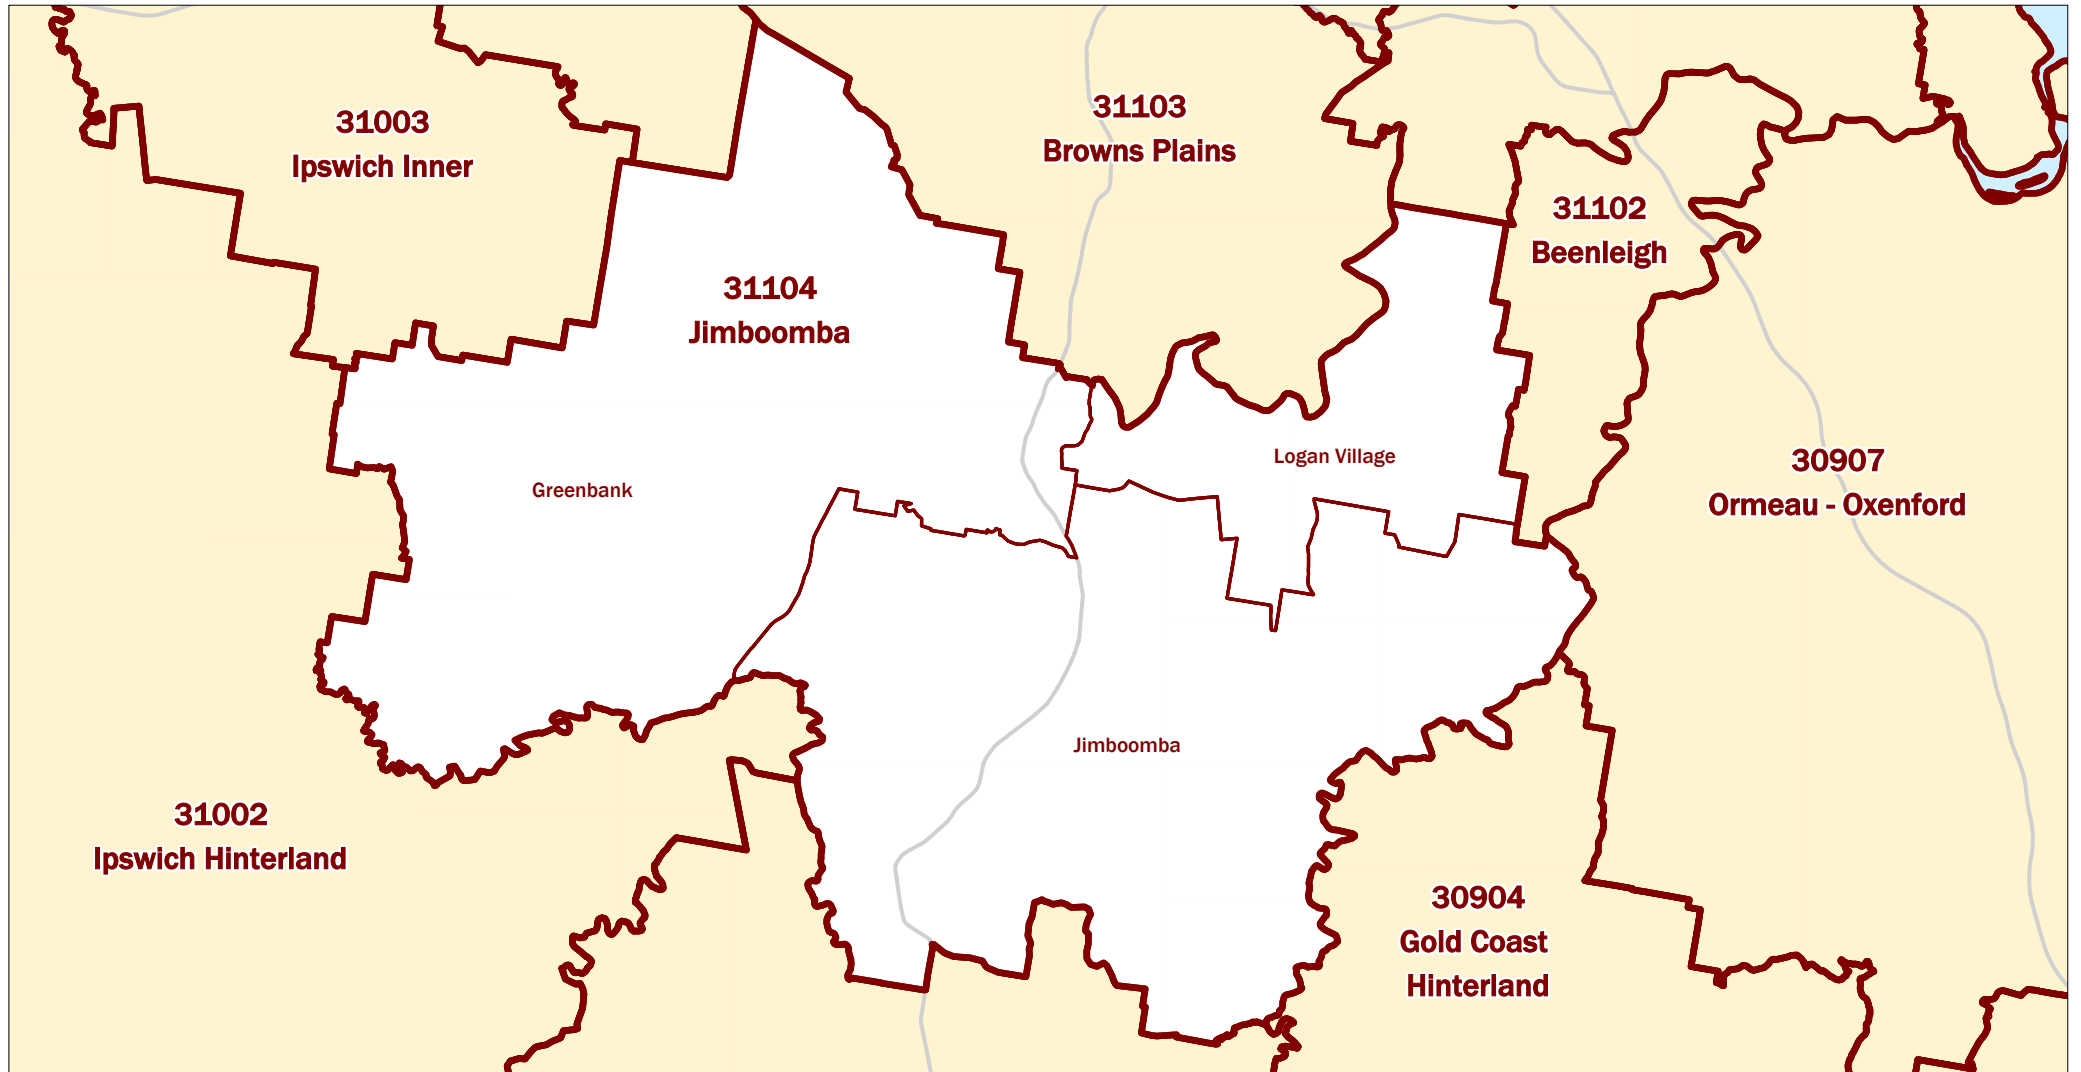 31003
Ipswich Inner
31103
Browns Plains
31102
Beenleigh
31104
Jimboomba
Logan Village
Greenbank
30907
Ormeau - Oxenford
Jimboomba
31002
Ipswich Hinterland
30904
Gold Coast
Hinterland